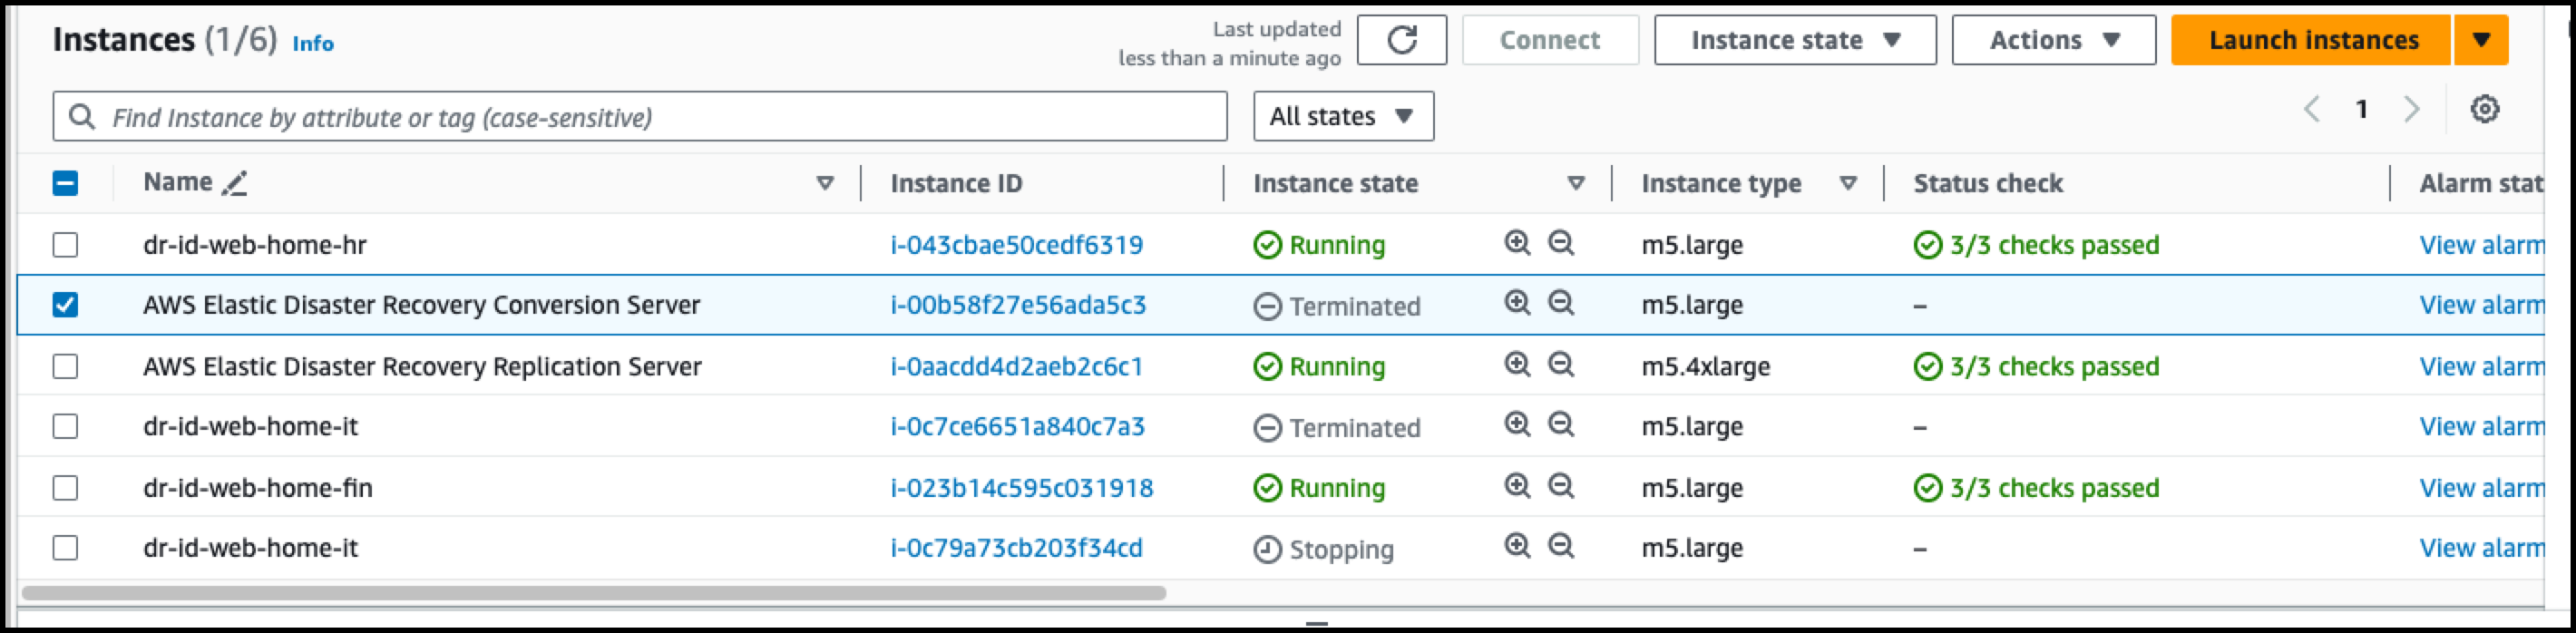 Instances (1/6) Info
Last updated
less than a minute ago
Connect
Instance state
Actions
Launch instances
Find Instance by attribute or tag (case-sensitive)
All states
1
Name Instance ID Instance state Instance type Status check Alarm stat
dr-id-web-home-hr i-043cbae50cedf6319 Running m5.large 3/3 checks passed View alarm
AWS Elastic Disaster Recovery Conversion Server i-00b58f27e56ada5c3 Terminated m5.large – View alarm
AWS Elastic Disaster Recovery Replication Server i-0aacdd4d2aeb2c6c1 Running m5.4xlarge 3/3 checks passed View alarm
dr-id-web-home-it i-0c7ce6651a840c7a3 Terminated m5.large – View alarm
dr-id-web-home-fin i-023b14c595c031918 Running m5.large 3/3 checks passed View alarm
dr-id-web-home-it i-0c79a73cb203f34cd Stopping m5.large – View alarm